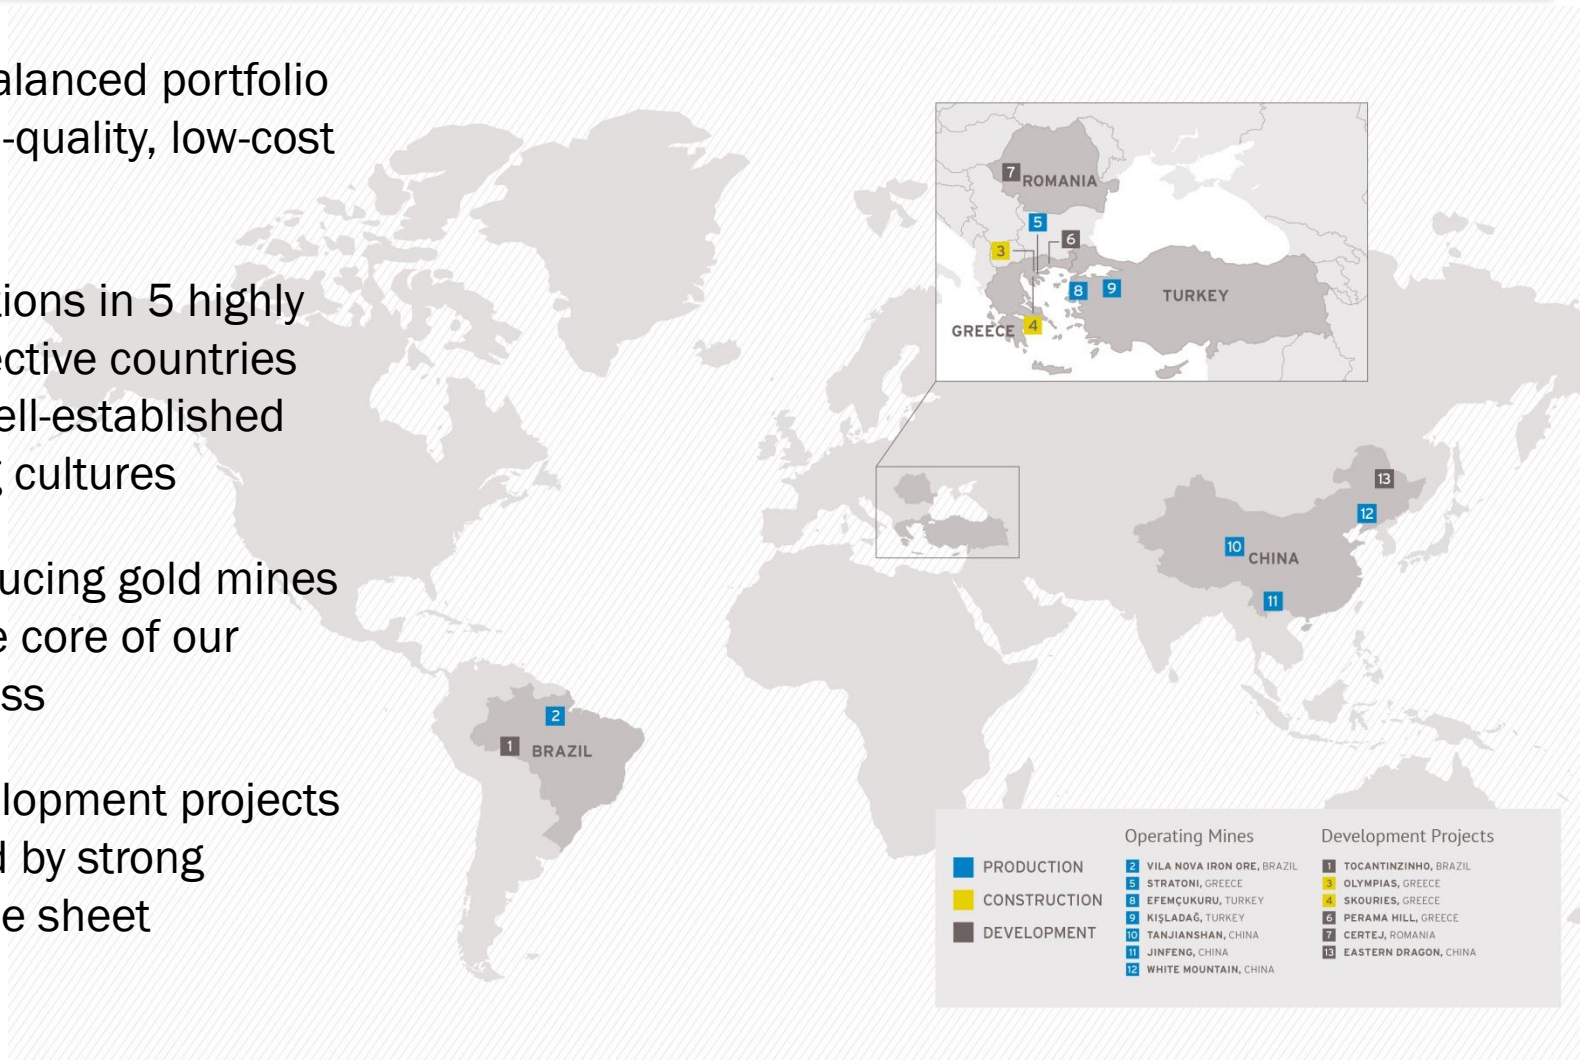 alanced portfolio
-quality, low-cost
tions in 5 highly
ective countries
ell-established
g cultures
ucing gold mines
e core of our
ss
lopment projects
d by strong
e sheet
7 ROMANIA
5
6
3
8
9
TURKEY
GREECE 4
13
12
10 CHINA
11
2
1 BRAZIL
PRODUCTION
CONSTRUCTION
DEVELOPMENT
Operating Mines
2 VILA NOVA IRON ORE, BRAZIL
5 STRATONI, GREECE
8 EFEMÇUKURU, TURKEY
9 KIŞLADAĞ, TURKEY
10 TANJIANSHAN, CHINA
11 JINFENG, CHINA
12 WHITE MOUNTAIN, CHINA
Development Projects
1 TOCANTINZINHO, BRAZIL
3 OLYMPIAS, GREECE
4 SKOURIES, GREECE
6 PERAMA HILL, GREECE
7 CERTEJ, ROMANIA
13 EASTERN DRAGON, CHINA